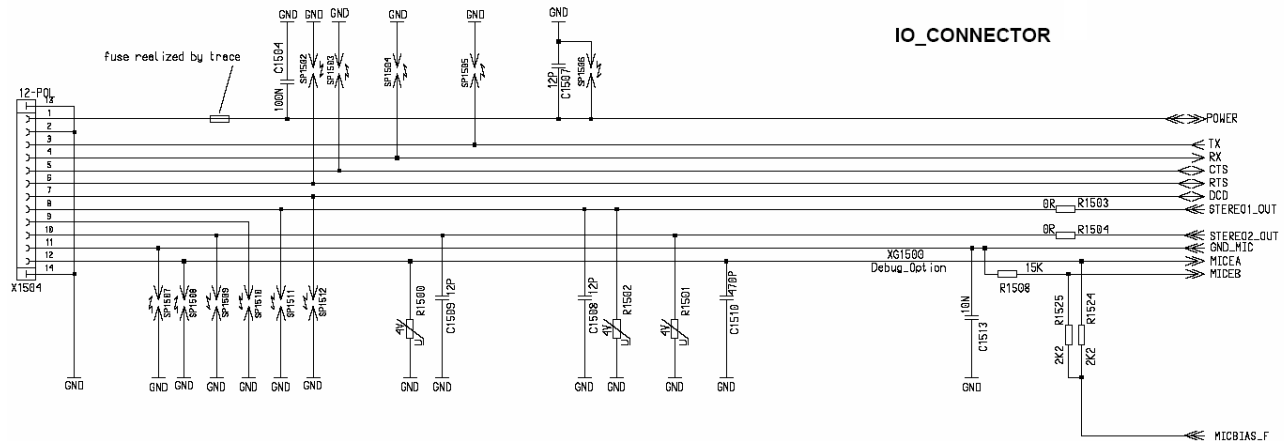 IO_CONNECTOR
GND GND GND GND GND GND
fuse realized by trace
C1504
100N
SP1502
SP1503
SP1504
SP1505
12P
C1507
SP1506
12-POL
13
1
POWER
2
3
TX
4
RX
5
CTS
6
RTS
7
DCD
8
0R R1503
STEREO1_OUT
9
10
0R R1504
STEREO2_OUT
11
GND_MIC
12
MICEA
14
MICEB
X1504
XG1500
Debug_Option
15K
R1508
SP1507
SP1508
SP1509
SP1510
SP1511
SP1512
4V
R1500
12P
C1509
12P
C1508
4V
R1502
4V
R1501
470P
C1510
10N
C1513
R1525
2K2
R1524
2K2
GND GND GND GND GND GND GND GND GND GND GND GND GND GND
MICBIAS_F